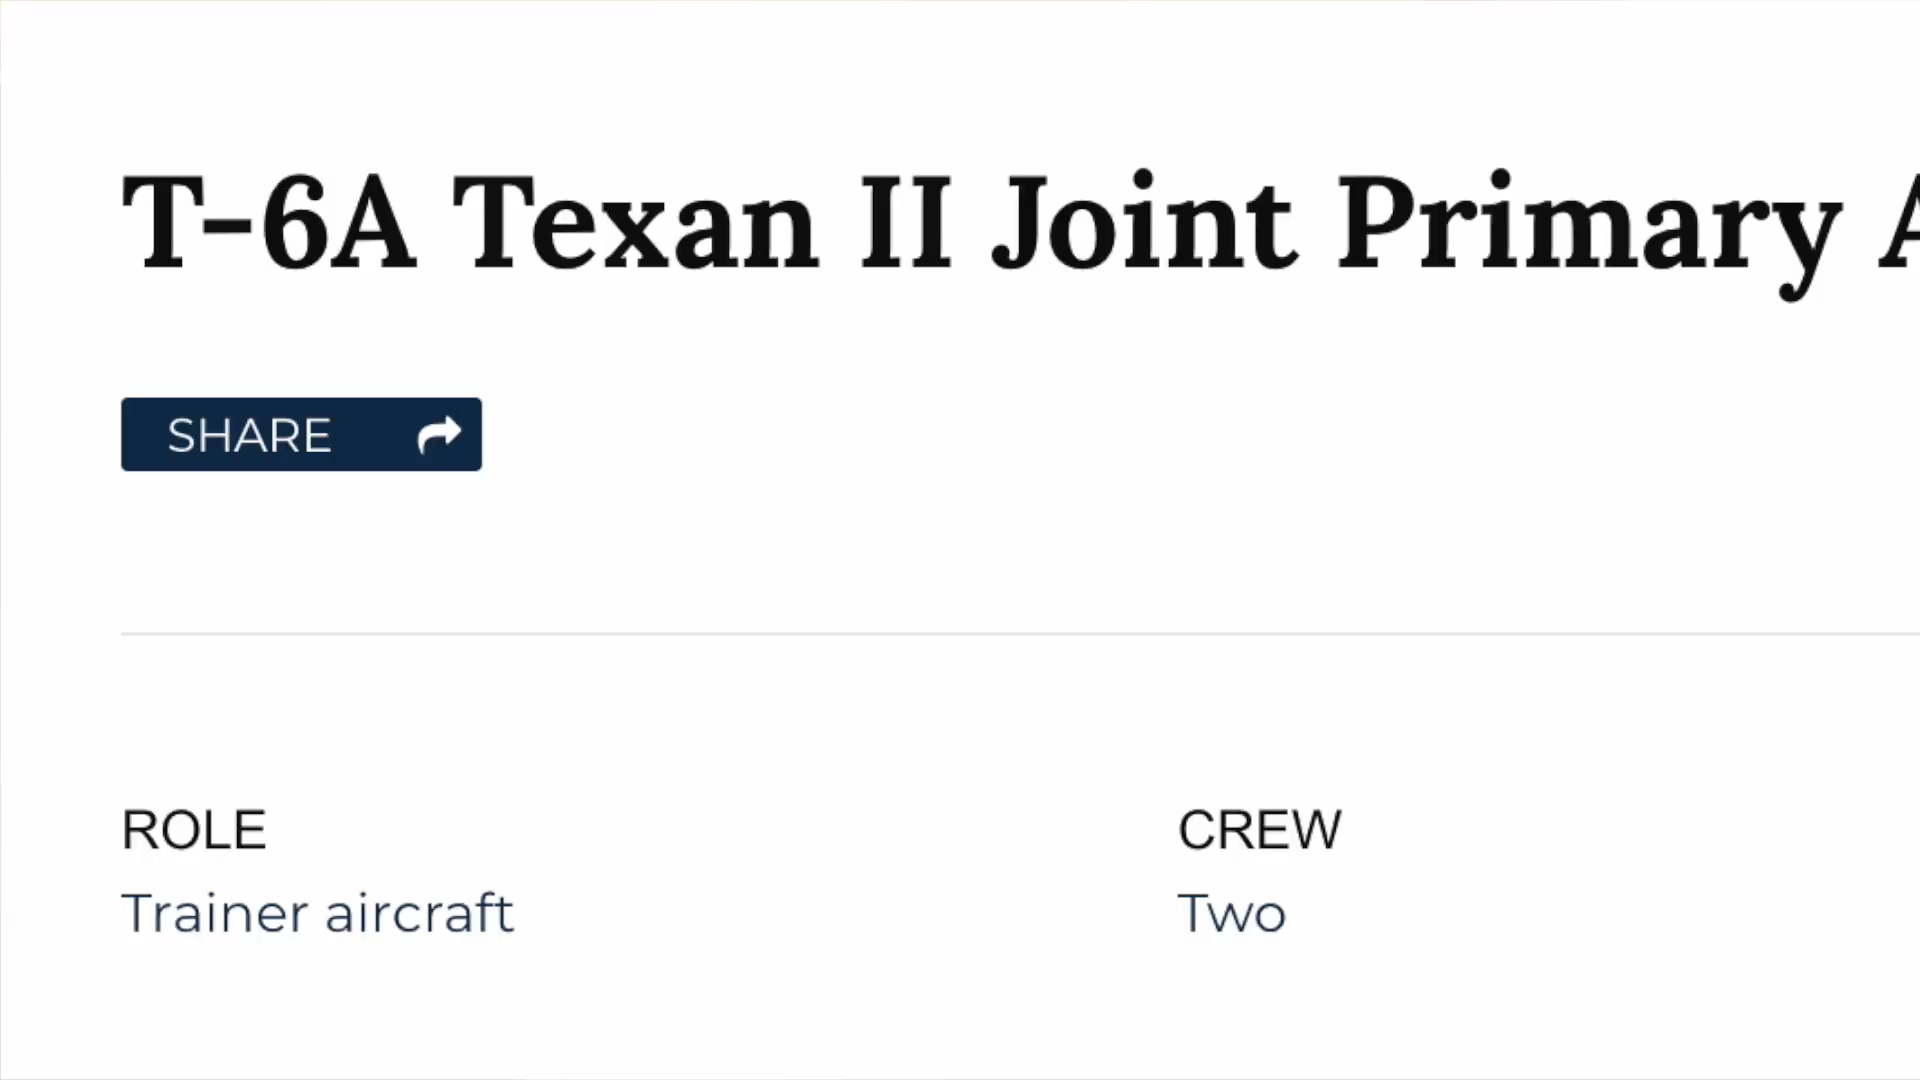 T-6A Texan II Joint Primary A
SHARE
ROLE
CREW
Trainer aircraft
Two